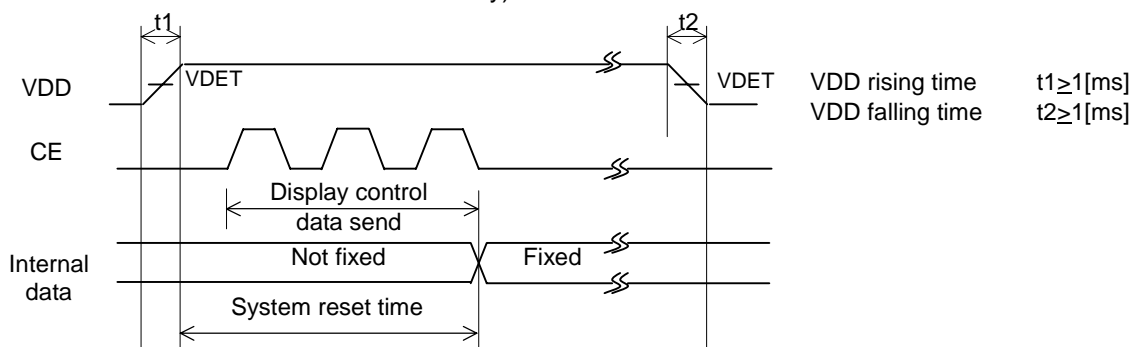 t1
t2
VDD
VDET
VDET
VDD rising time t1≥1[ms]
VDD falling time t2≥1[ms]
CE
Display control
data send
Internal
data
Not fixed
Fixed
System reset time